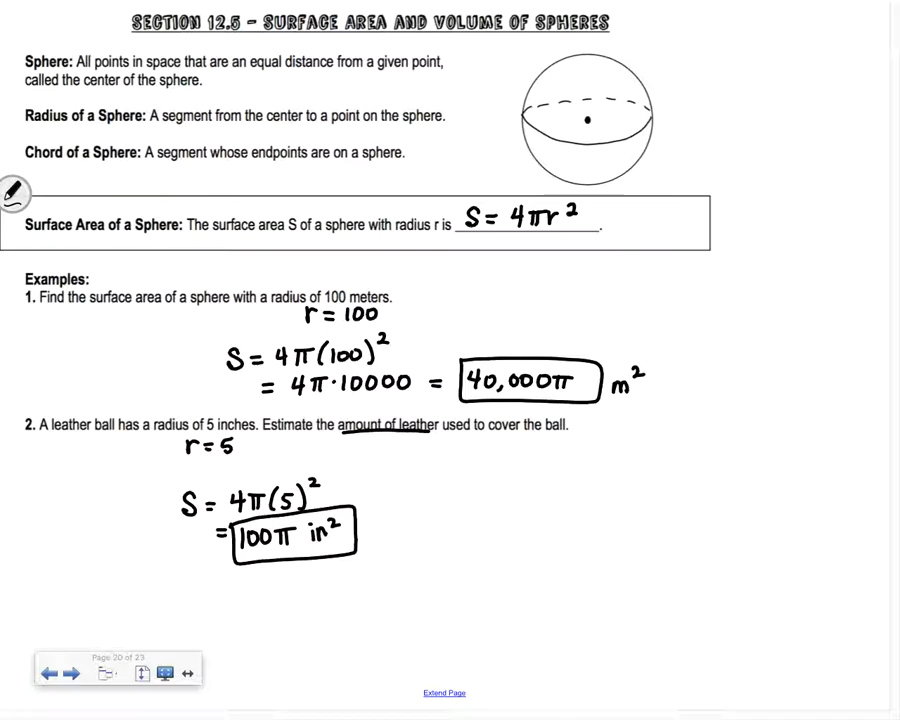 SECTION 12.5 - SURFACE AREA AND VOLUME OF SPHERES
Sphere: All points in space that are an equal distance from a given point,
called the center of the sphere.
Radius of a Sphere: A segment from the center to a point on the sphere.
Chord of a Sphere: A segment whose endpoints are on a sphere.
Surface Area of a Sphere: The surface area S of a sphere with radius r is S = 4πr².
Examples:
1. Find the surface area of a sphere with a radius of 100 meters.
r = 100
S = 4π(100)²
= 4π·10000 = 40,000π m²
2. A leather ball has a radius of 5 inches. Estimate the amount of leather used to cover the ball.
r = 5
S = 4π(5)²
= 100π in²
Page 20 of 23
Extend Page